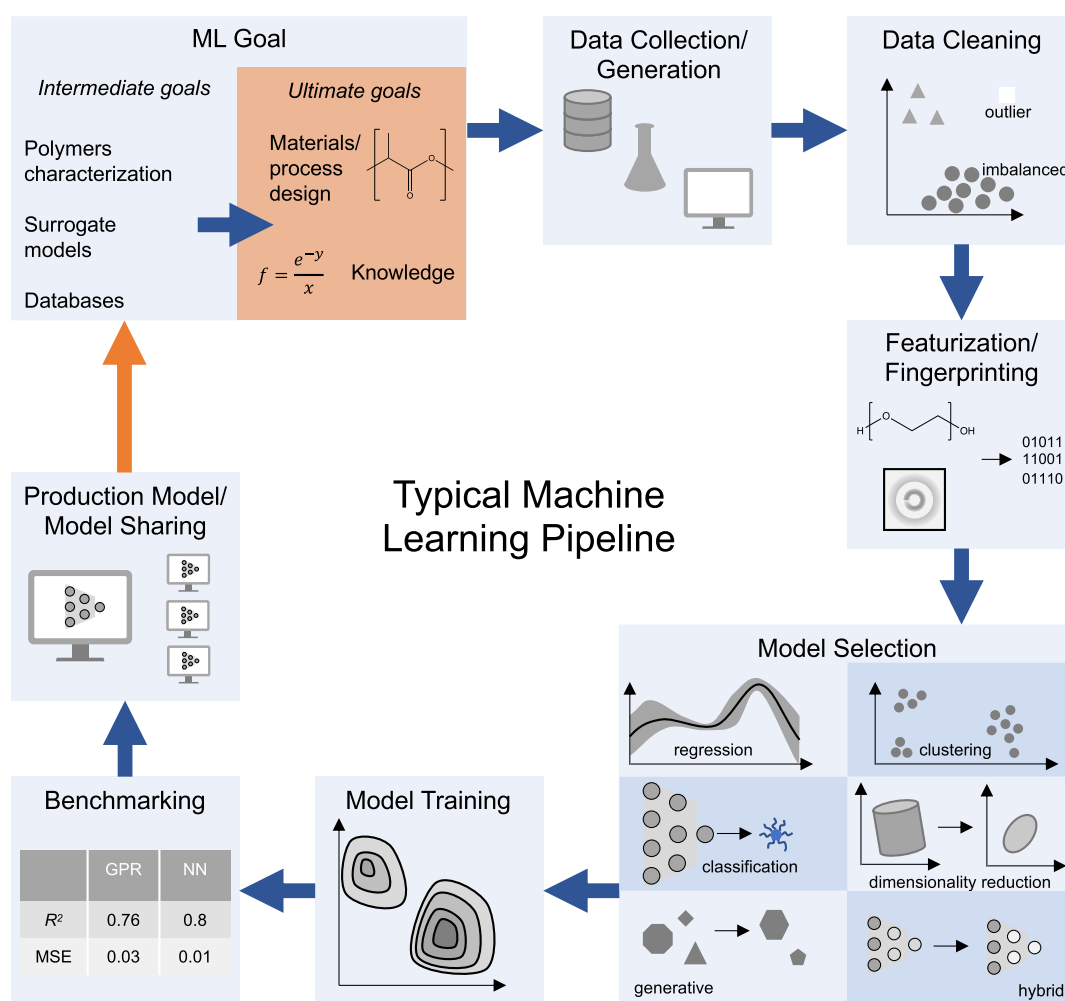 ML Goal
Intermediate goals
Polymers
characterization
Surrogate
models
Databases
Ultimate goals
Materials/
process
design
O
O
f = e^{-y}/x
Knowledge
Data Collection/
Generation
Data Cleaning
outlier
imbalanced
Featurization/
Fingerprinting
H
O
OH
01011
11001
01110
Typical Machine
Learning Pipeline
Model Selection
regression
clustering
classification
dimensionality reduction
generative
hybrid
Model Training
Benchmarking
GPR NN
R² 0.76 0.8
MSE 0.03 0.01
Production Model/
Model Sharing